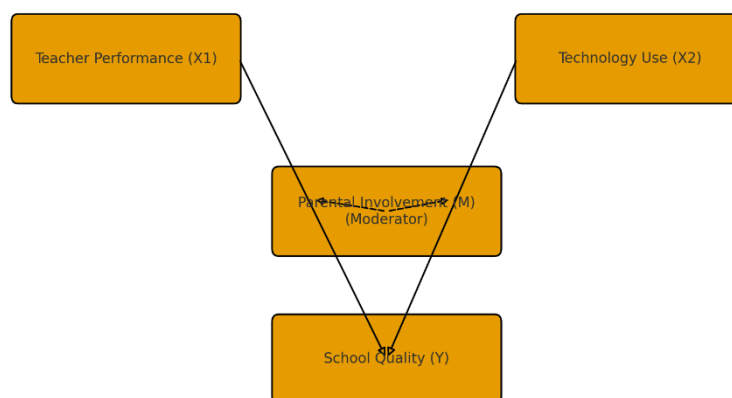 Teacher Performance (X1)
Technology Use (X2)
Parental Involvement (M)
(Moderator)
School Quality (Y)